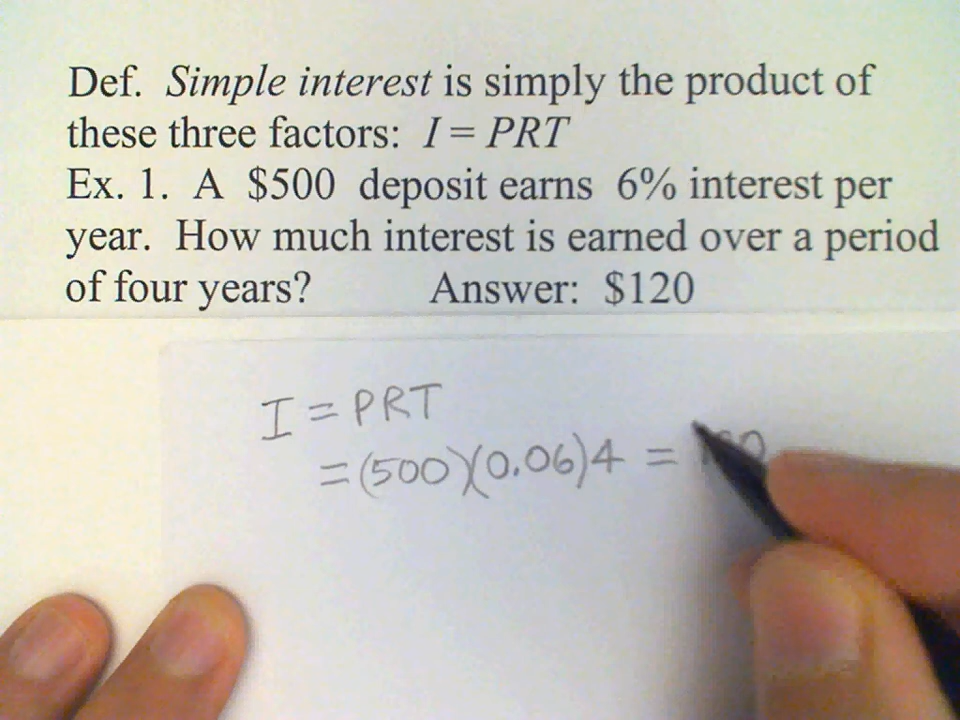 Def. Simple interest is simply the product of
these three factors: I = PRT
Ex. 1. A $500 deposit earns 6% interest per
year. How much interest is earned over a period
of four years? Answer: $120
I = PRT
= (500)(0.06)4 =